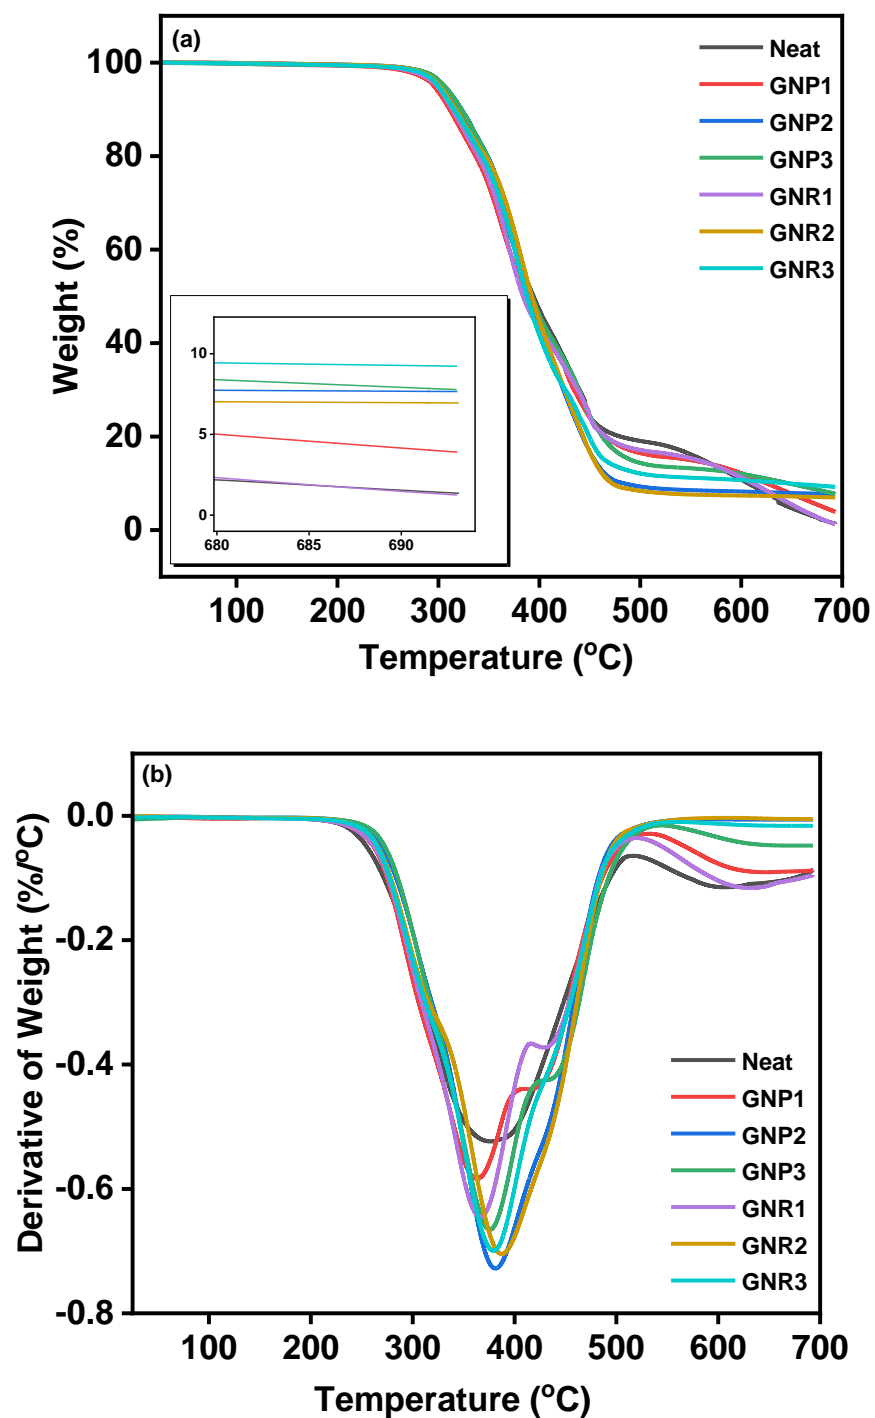 (a)
Neat
GNP1
GNP2
GNP3
GNR1
GNR2
GNR3
Weight (%)
100
80
60
40
20
0
10
5
0
680 685 690
100 200 300 400 500 600 700
Temperature (°C)
(b)
Derivative of Weight (%/°C)
0.0
-0.2
-0.4
-0.6
-0.8
Neat
GNP1
GNP2
GNP3
GNR1
GNR2
GNR3
100 200 300 400 500 600 700
Temperature (°C)